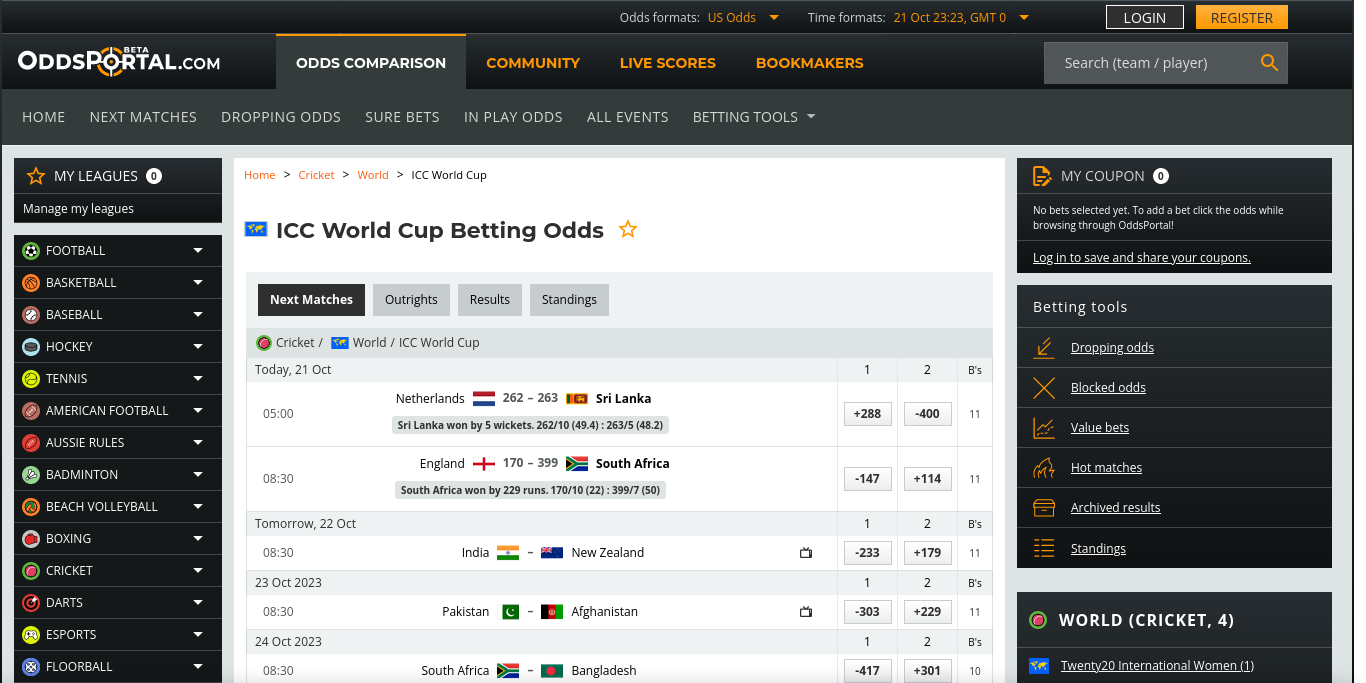 Odds formats: US Odds Time formats: 21 Oct 23:23, GMT 0 LOGIN REGISTER
ODDSPORTAL.COM BETA
ODDS COMPARISON COMMUNITY LIVE SCORES BOOKMAKERS
Search (team / player)
HOME NEXT MATCHES DROPPING ODDS SURE BETS IN PLAY ODDS ALL EVENTS BETTING TOOLS
MY LEAGUES 0
Manage my leagues
FOOTBALL
BASKETBALL
BASEBALL
HOCKEY
TENNIS
AMERICAN FOOTBALL
AUSSIE RULES
BADMINTON
BEACH VOLLEYBALL
BOXING
CRICKET
DARTS
ESPORTS
FLOORBALL
Home > Cricket > World > ICC World Cup
ICC World Cup Betting Odds
Next Matches Outrights Results Standings
Cricket / World / ICC World Cup
Today, 21 Oct 1 2 B's
05:00 Netherlands 262 – 263 Sri Lanka +288 -400 11
Sri Lanka won by 5 wickets. 262/10 (49.4) : 263/5 (48.2)
08:30 England 170 – 399 South Africa -147 +114 11
South Africa won by 229 runs. 170/10 (22) : 399/7 (50)
Tomorrow, 22 Oct 1 2 B's
08:30 India – New Zealand -233 +179 11
23 Oct 2023 1 2 B's
08:30 Pakistan – Afghanistan -303 +229 11
24 Oct 2023 1 2 B's
08:30 South Africa – Bangladesh -417 +301 10
MY COUPON 0
No bets selected yet. To add a bet click the odds while
browsing through OddsPortal!
Log in to save and share your coupons.
Betting tools
Dropping odds
Blocked odds
Value bets
Hot matches
Archived results
Standings
WORLD (CRICKET, 4)
Twenty20 International Women (1)